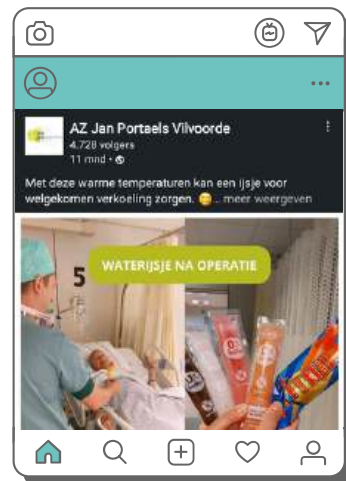 AZ Jan Portaels Vilvoorde
4.728 volgers
11 mnd •
Met deze warme temperaturen kan een ijsje voor
welgekomen verkoeling zorgen. 😋... meer weergeven
WATERIJSJE NA OPERATIE
5